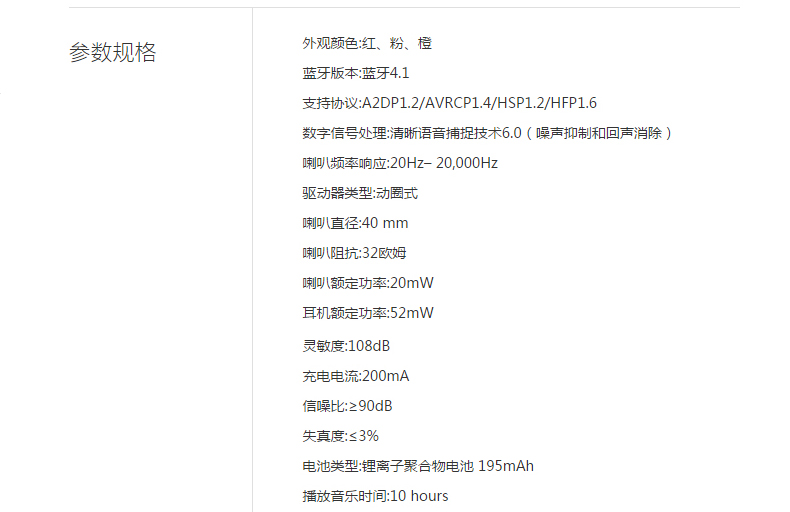 参数规格
外观颜色:红、粉、橙
蓝牙版本:蓝牙4.1
支持协议:A2DP1.2/AVRCP1.4/HSP1.2/HFP1.6
数字信号处理:清晰语音捕捉技术6.0（噪声抑制和回声消除）
喇叭频率响应:20Hz– 20,000Hz
驱动器类型:动圈式
喇叭直径:40 mm
喇叭阻抗:32欧姆
喇叭额定功率:20mW
耳机额定功率:52mW
灵敏度:108dB
充电电流:200mA
信噪比:≥90dB
失真度:≤3%
电池类型:锂离子聚合物电池 195mAh
播放音乐时间:10 hours